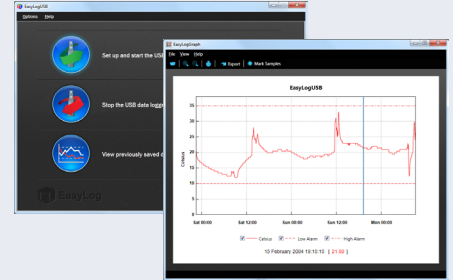 EasyLogUSB
Options Help
Set up and start the USB
Stop the USB data logg
View previously saved d
EasyLog
EasyLogGraph
File View Help
Export Mark Samples
EasyLogUSB
35
30
25
20
15
10
5
0
Celsius
Sat 00:00 Sat 12:00 Sun 00:00 Sun 12:00 Mon 00:00
Celsius Low Alarm High Alarm
15 February 2004 19:10:10 [ 21.00 ]